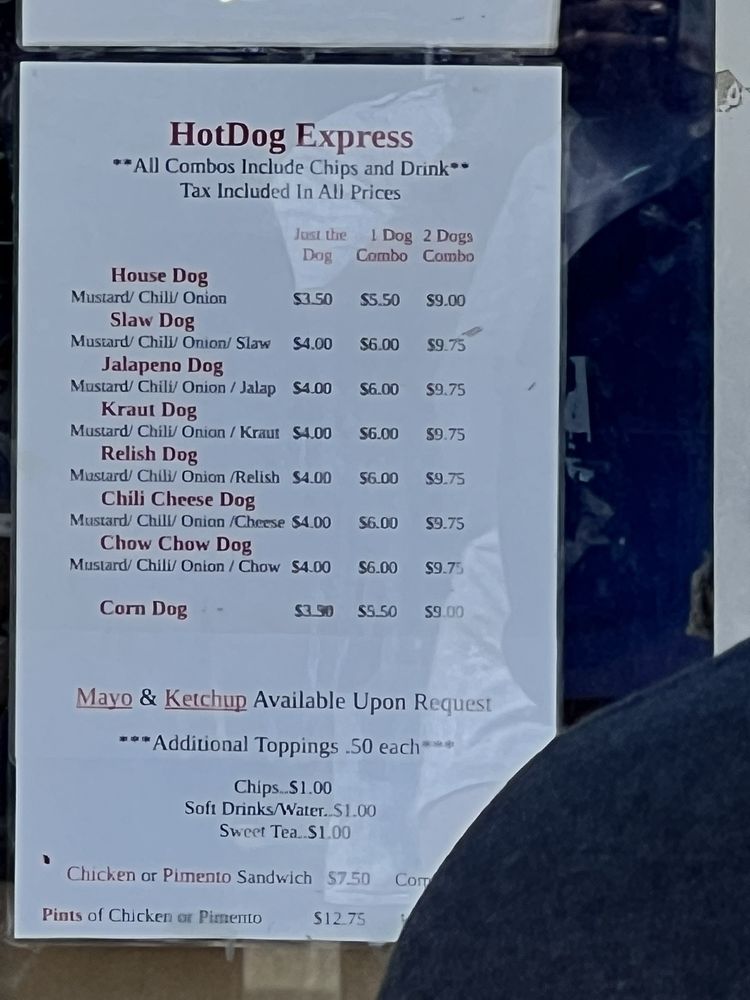 HotDog Express
**All Combos Include Chips and Drink**
Tax Included In All Prices
Just the 1 Dog 2 Dogs
Dog Combo Combo
House Dog
Mustard/ Chili/ Onion $3.50 $5.50 $9.00
Slaw Dog
Mustard/ Chili/ Onion/ Slaw $4.00 $6.00 $9.75
Jalapeno Dog
Mustard/ Chili/ Onion / Jalap $4.00 $6.00 $9.75
Kraut Dog
Mustard/ Chili/ Onion / Kraut $4.00 $6.00 $9.75
Relish Dog
Mustard/ Chili/ Onion /Relish $4.00 $6.00 $9.75
Chili Cheese Dog
Mustard/ Chili/ Onion /Cheese $4.00 $6.00 $9.75
Chow Chow Dog
Mustard/ Chili/ Onion / Chow $4.00 $6.00 $9.75
Corn Dog - $5.50 $9.00
Mayo & Ketchup Available Upon Request
***Additional Toppings .50 each***
Chips...$1.00
Soft Drinks/Water...$1.00
Sweet Tea...$1.00
Chicken or Pimento Sandwich $7.50
Pints of Chicken or Pimento $12.75